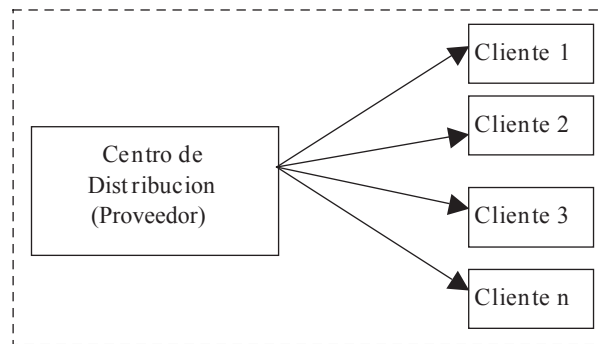 Centro de
Distribucion
(Proveedor)
Cliente 1
Cliente 2
Cliente 3
Cliente n